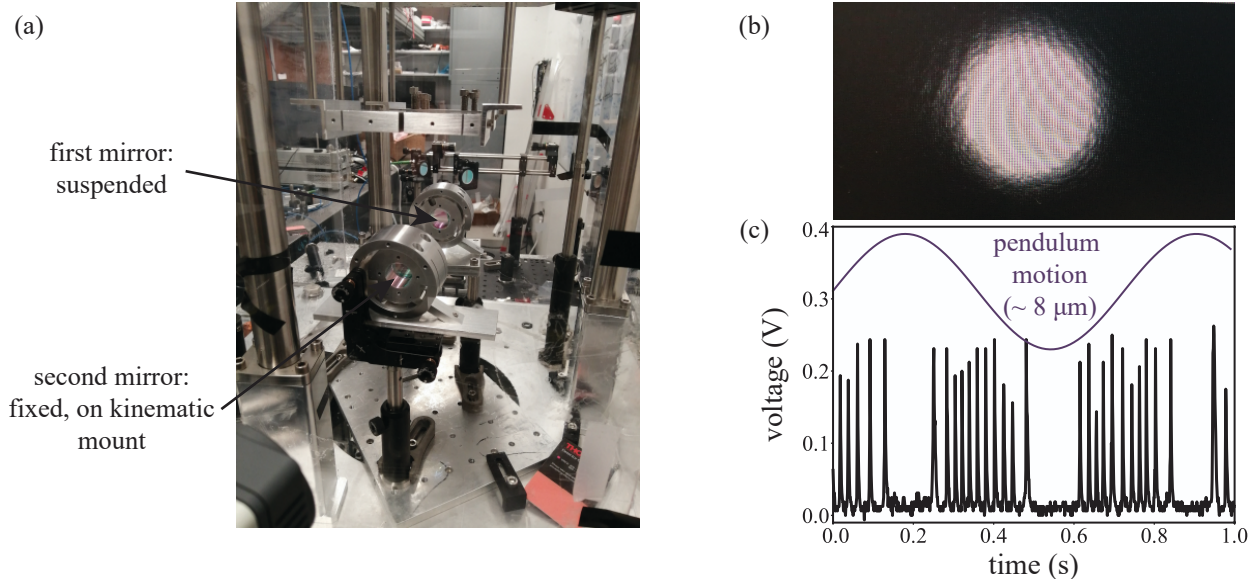 (a)
first mirror:
suspended
second mirror:
fixed, on kinematic
mount
(b)
(c)
pendulum
motion
(~ 8 μm)
voltage (V)
0.4
0.3
0.2
0.1
0.0
0.0 0.2 0.4 0.6 0.8 1.0
time (s)